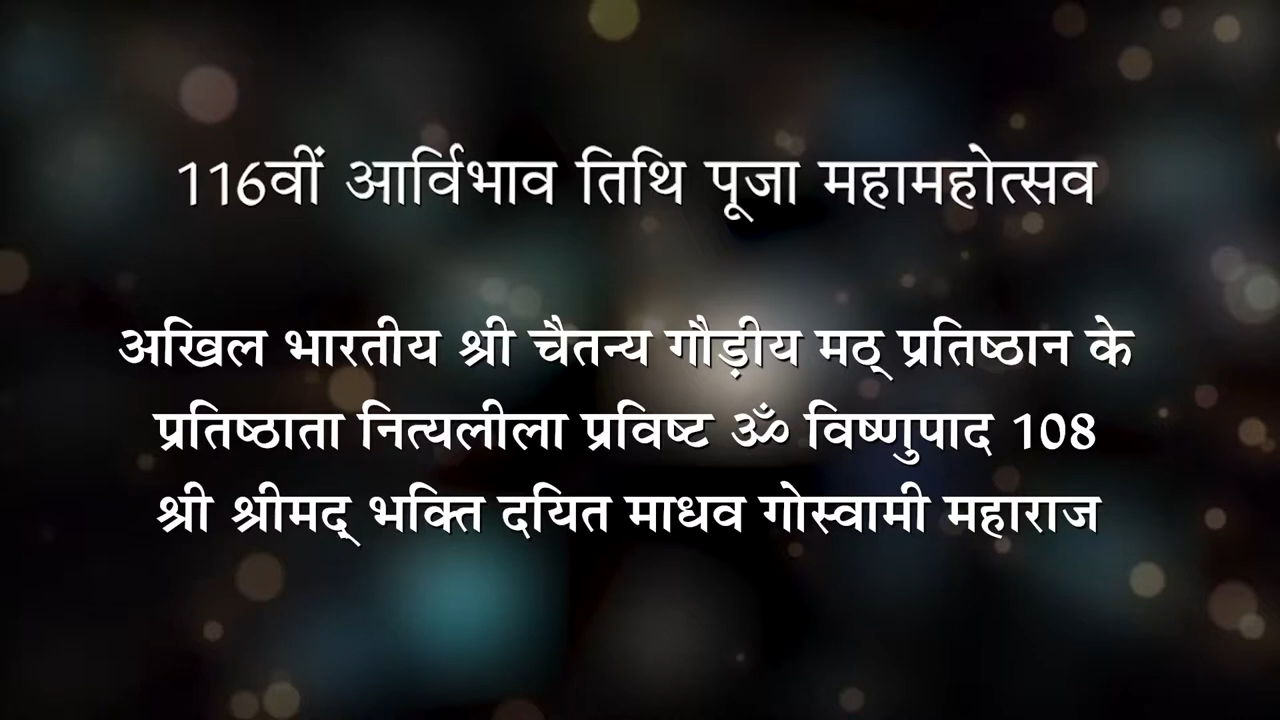 116वीं आर्विभाव तिथि पूजा महामहोत्सव
अखिल भारतीय श्री चैतन्य गौड़ीय मठ् प्रतिष्ठान के
प्रतिष्ठाता नित्यलीला प्रविष्ट ॐ विष्णुपाद 108
श्री श्रीमद् भक्ति दयित माधव गोस्वामी महाराज